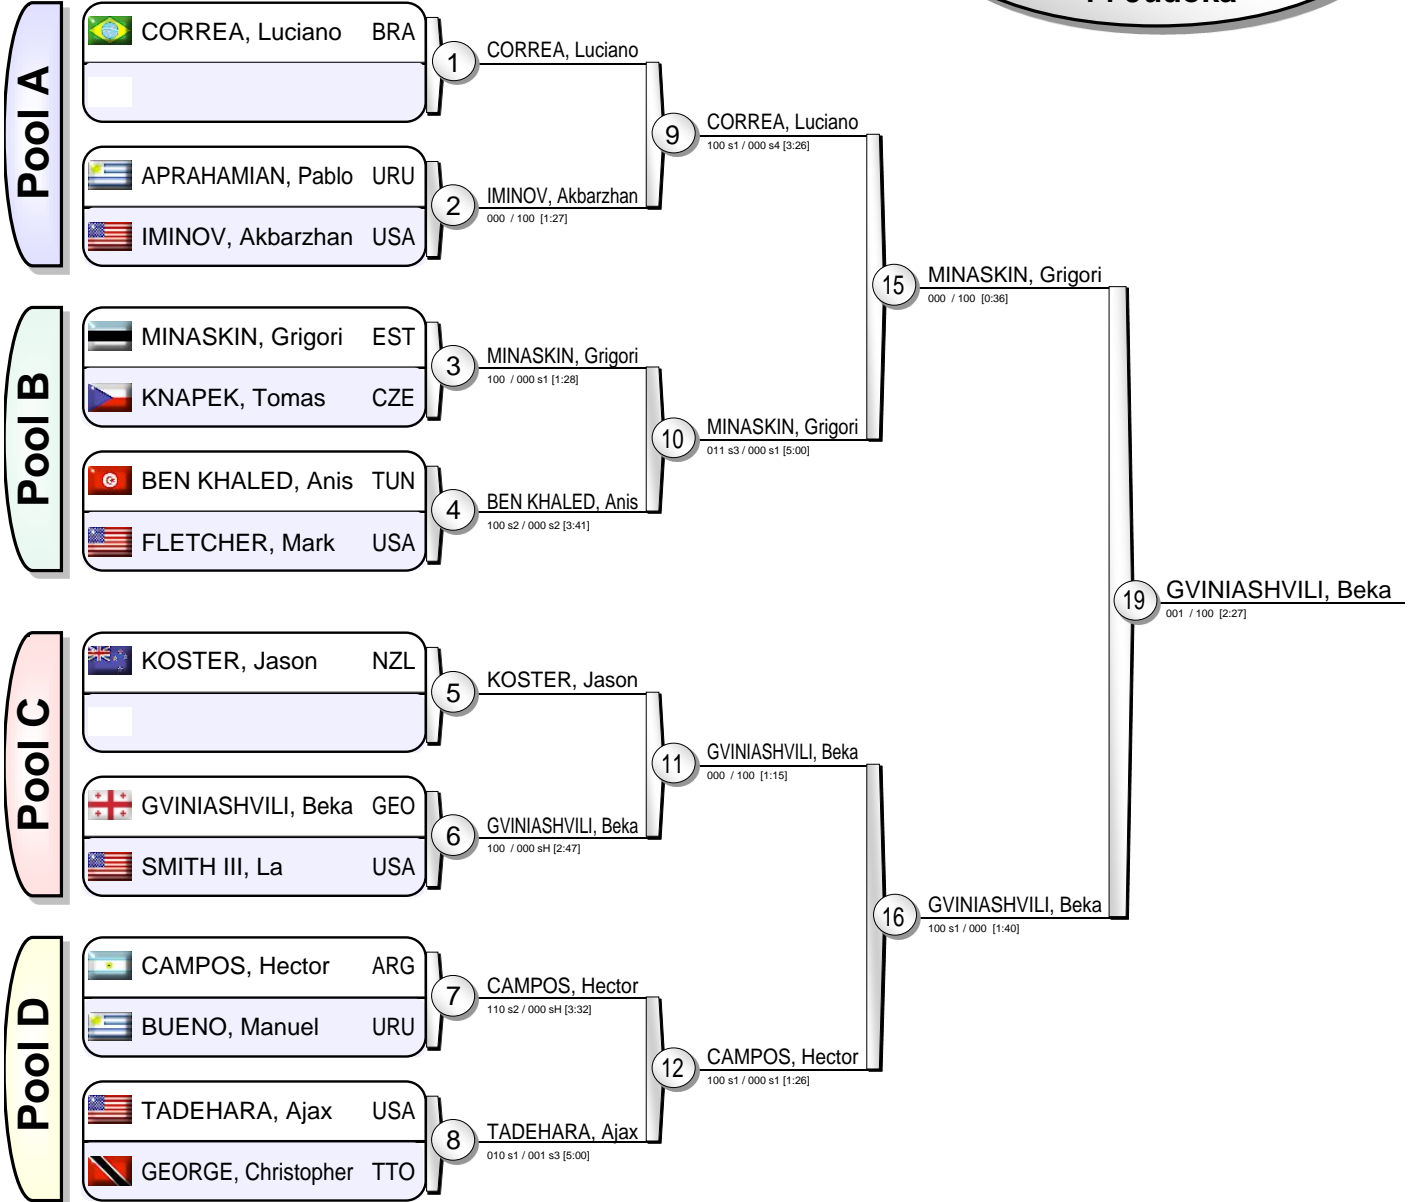 Pool A
CORREA, Luciano BRA
APRAHAMIAN, Pablo URU
IMINOV, Akbarzhan USA
Pool B
MINASKIN, Grigori EST
KNAPEK, Tomas CZE
BEN KHALED, Anis TUN
FLETCHER, Mark USA
Pool C
KOSTER, Jason NZL
GVINIASHVILI, Beka GEO
SMITH III, La USA
Pool D
CAMPOS, Hector ARG
BUENO, Manuel URU
TADEHARA, Ajax USA
GEORGE, Christopher TTO
1
CORREA, Luciano
2
IMINOV, Akbarzhan
000 / 100 [1:27]
3
MINASKIN, Grigori
100 / 000 s1 [1:28]
4
BEN KHALED, Anis
100 s2 / 000 s2 [3:41]
5
KOSTER, Jason
6
GVINIASHVILI, Beka
100 / 000 sH [2:47]
7
CAMPOS, Hector
110 s2 / 000 sH [3:32]
8
TADEHARA, Ajax
010 s1 / 001 s3 [5:00]
9
CORREA, Luciano
100 s1 / 000 s4 [3:26]
10
MINASKIN, Grigori
011 s3 / 000 s1 [5:00]
11
GVINIASHVILI, Beka
000 / 100 [1:15]
12
CAMPOS, Hector
100 s1 / 000 s1 [1:26]
15
MINASKIN, Grigori
000 / 100 [0:36]
16
GVINIASHVILI, Beka
100 s1 / 000 [1:40]
19
GVINIASHVILI, Beka
001 / 100 [2:27]